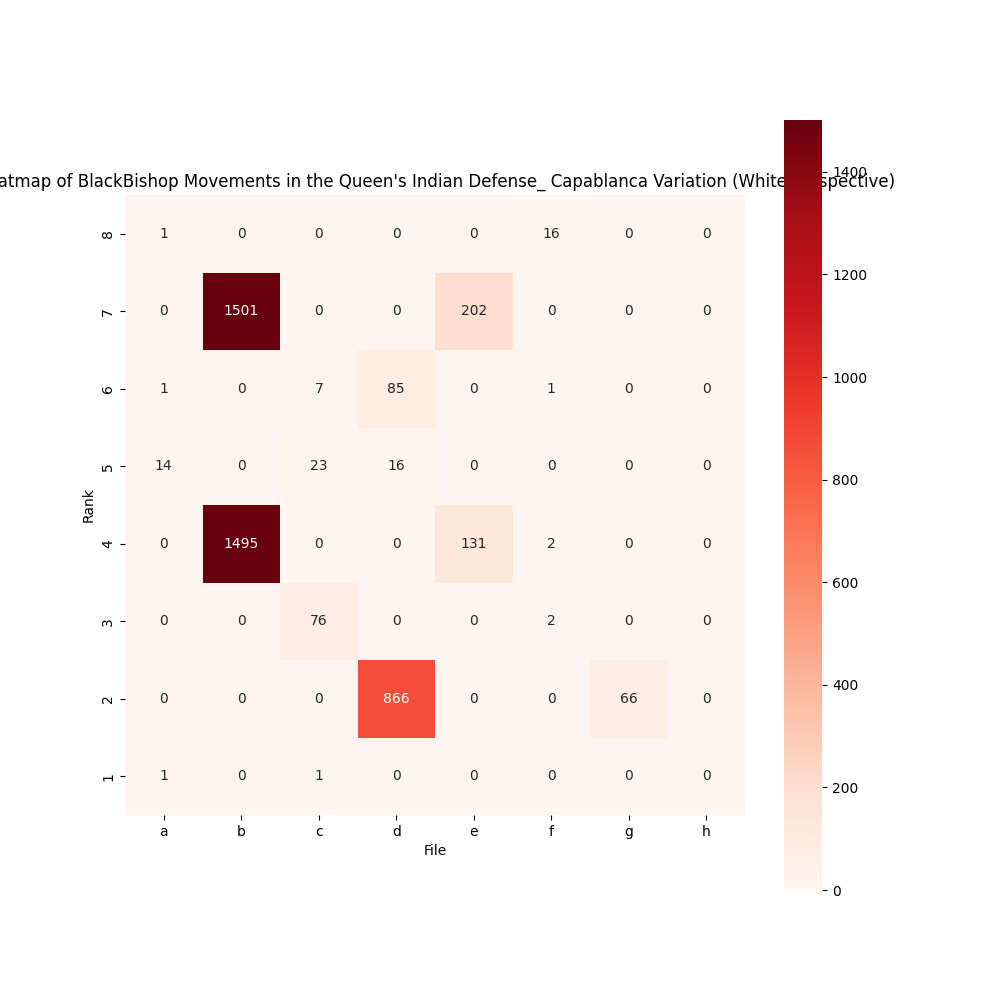 atmap of BlackBishop Movements in the Queen's Indian Defense_ Capablanca Variation (White spective)
8 1 0 0 0 0 16 0 0
7 0 1501 0 0 202 0 0 0
6 1 0 7 85 0 1 0 0
5 14 0 23 16 0 0 0 0
Rank
4 0 1495 0 0 131 2 0 0
3 0 0 76 0 0 2 0 0
2 0 0 0 866 0 0 66 0
1 1 0 1 0 0 0 0 0
a b c d e f g h
File
1400
1200
1000
800
600
400
200
0